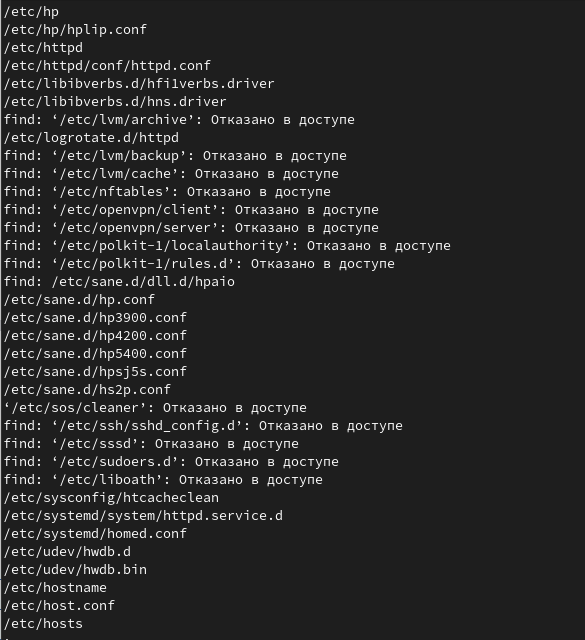 /etc/hp
/etc/hp/hplip.conf
/etc/httpd
/etc/httpd/conf/httpd.conf
/etc/libibverbs.d/hfi1verbs.driver
/etc/libibverbs.d/hns.driver
find: ‘/etc/lvm/archive’: Отказано в доступе
/etc/logrotate.d/httpd
find: ‘/etc/lvm/backup’: Отказано в доступе
find: ‘/etc/lvm/cache’: Отказано в доступе
find: ‘/etc/nftables’: Отказано в доступе
find: ‘/etc/openvpn/client’: Отказано в доступе
find: ‘/etc/openvpn/server’: Отказано в доступе
find: ‘/etc/polkit-1/localauthority’: Отказано в доступе
find: ‘/etc/polkit-1/rules.d’: Отказано в доступе
find: /etc/sane.d/dll.d/hpaio
/etc/sane.d/hp.conf
/etc/sane.d/hp3900.conf
/etc/sane.d/hp4200.conf
/etc/sane.d/hp5400.conf
/etc/sane.d/hpsj5s.conf
/etc/sane.d/hs2p.conf
‘/etc/sos/cleaner’: Отказано в доступе
find: ‘/etc/ssh/sshd_config.d’: Отказано в доступе
find: ‘/etc/sssd’: Отказано в доступе
find: ‘/etc/sudoers.d’: Отказано в доступе
find: ‘/etc/liboath’: Отказано в доступе
/etc/sysconfig/htcacheclean
/etc/systemd/system/httpd.service.d
/etc/systemd/homed.conf
/etc/udev/hwdb.d
/etc/udev/hwdb.bin
/etc/hostname
/etc/host.conf
/etc/hosts